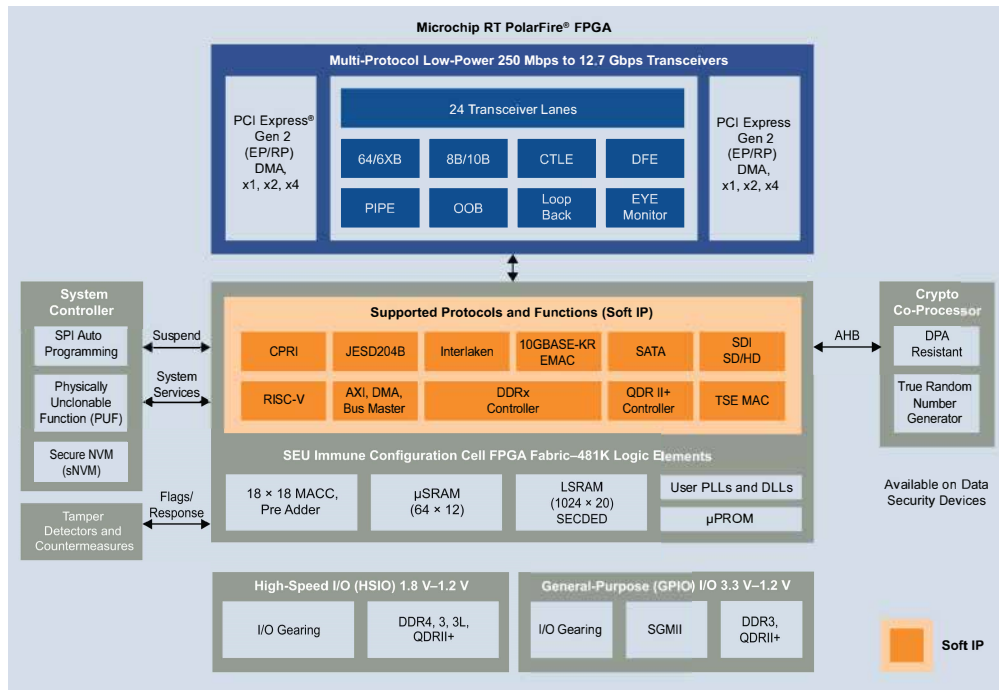 Microchip RT PolarFire® FPGA
Multi-Protocol Low-Power 250 Mbps to 12.7 Gbps Transceivers
PCI Express®
Gen 2
(EP/RP)
DMA,
x1, x2, x4
24 Transceiver Lanes
64/6XB
8B/10B
CTLE
DFE
PIPE
OOB
Loop
Back
EYE
Monitor
PCI Express
Gen 2
(EP/RP)
DMA,
x1, x2, x4
System
Controller
SPI Auto
Programming
Physically
Unclonable
Function (PUF)
Secure NVM
(sNVM)
Suspend
System
Services
Flags/
Response
Tamper
Detectors and
Countermeasures
Supported Protocols and Functions (Soft IP)
CPRI
JESD204B
Interlaken
10GBASE-KR
EMAC
SATA
SDI
SD/HD
RISC-V
AXI, DMA,
Bus Master
DDRx
Controller
QDR II+
Controller
TSE MAC
SEU Immune Configuration Cell FPGA Fabric–481K Logic Elements
18 × 18 MACC,
Pre Adder
µSRAM
(64 × 12)
LSRAM
(1024 × 20)
SECDED
User PLLs and DLLs
µPROM
AHB
Crypto
Co-Processor
DPA
Resistant
True Random
Number
Generator
Available on Data
Security Devices
High-Speed I/O (HSIO) 1.8 V–1.2 V
I/O Gearing
DDR4, 3, 3L,
QDRII+
General-Purpose (GPIO) I/O 3.3 V–1.2 V
I/O Gearing
SGMII
DDR3,
QDRII+
Soft IP